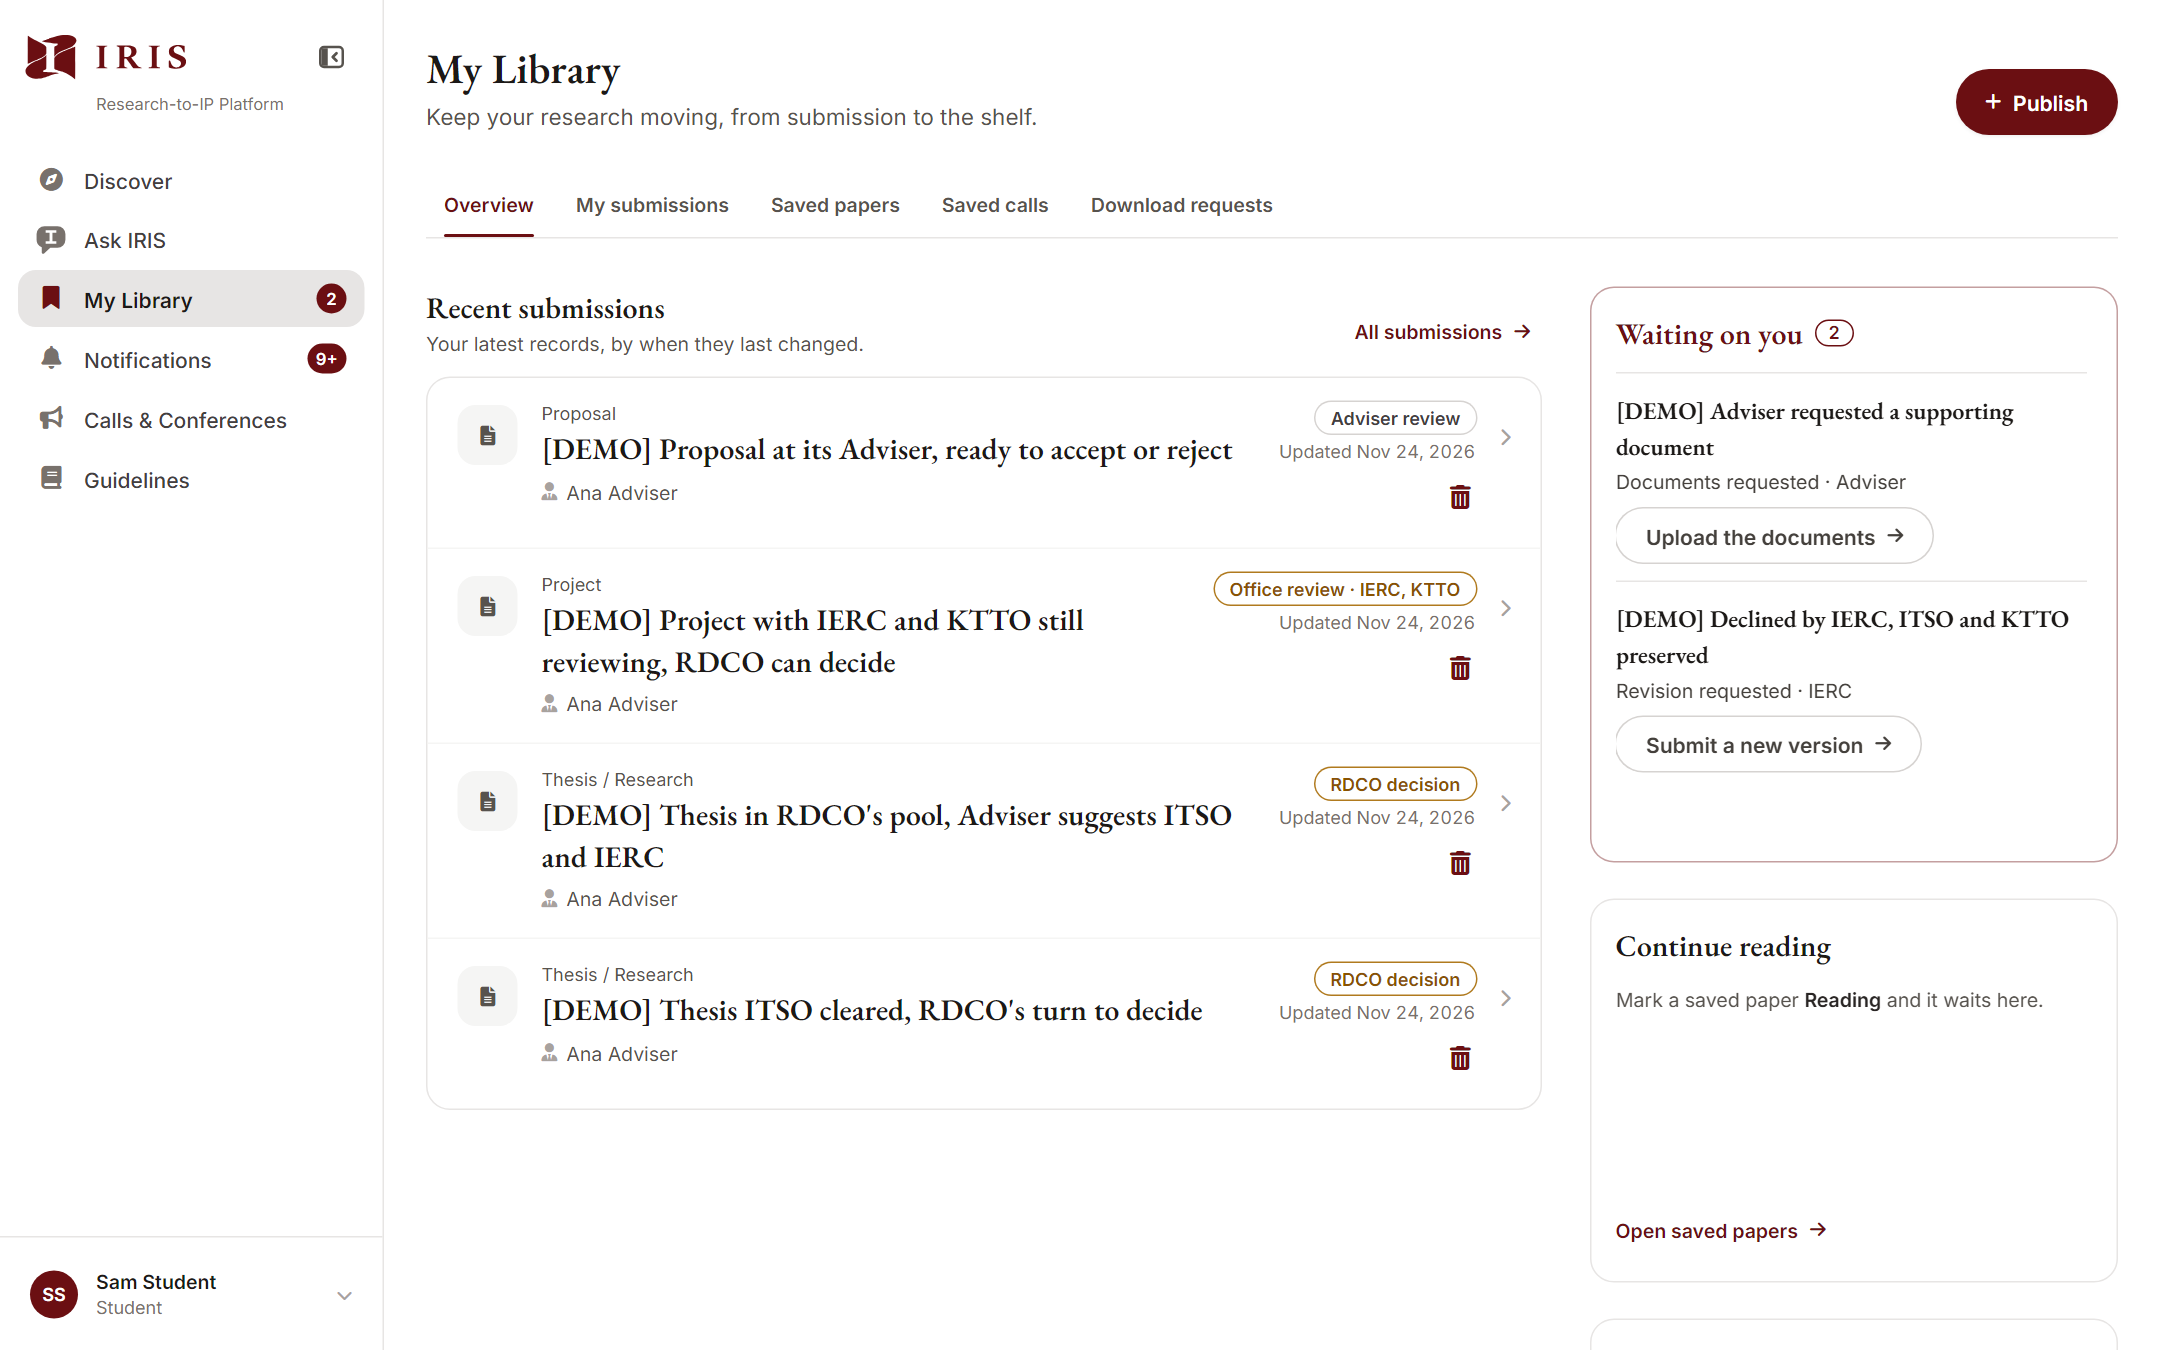 IRIS
Research-to-IP Platform
Discover
Ask IRIS
My Library 2
Notifications 9+
Calls & Conferences
Guidelines
SS
Sam Student
Student
My Library
Keep your research moving, from submission to the shelf.
+ Publish
Overview My submissions Saved papers Saved calls Download requests
Recent submissions
Your latest records, by when they last changed.
All submissions →
Proposal
[DEMO] Proposal at its Adviser, ready to accept or reject
Ana Adviser
Adviser review
Updated Nov 24, 2026
Project
[DEMO] Project with IERC and KTTO still
reviewing, RDCO can decide
Ana Adviser
Office review · IERC, KTTO
Updated Nov 24, 2026
Thesis / Research
[DEMO] Thesis in RDCO's pool, Adviser suggests ITSO
and IERC
Ana Adviser
RDCO decision
Updated Nov 24, 2026
Thesis / Research
[DEMO] Thesis ITSO cleared, RDCO's turn to decide
Ana Adviser
RDCO decision
Updated Nov 24, 2026
Waiting on you 2
[DEMO] Adviser requested a supporting
document
Documents requested · Adviser
Upload the documents →
[DEMO] Declined by IERC, ITSO and KTTO
preserved
Revision requested · IERC
Submit a new version →
Continue reading
Mark a saved paper Reading and it waits here.
Open saved papers →